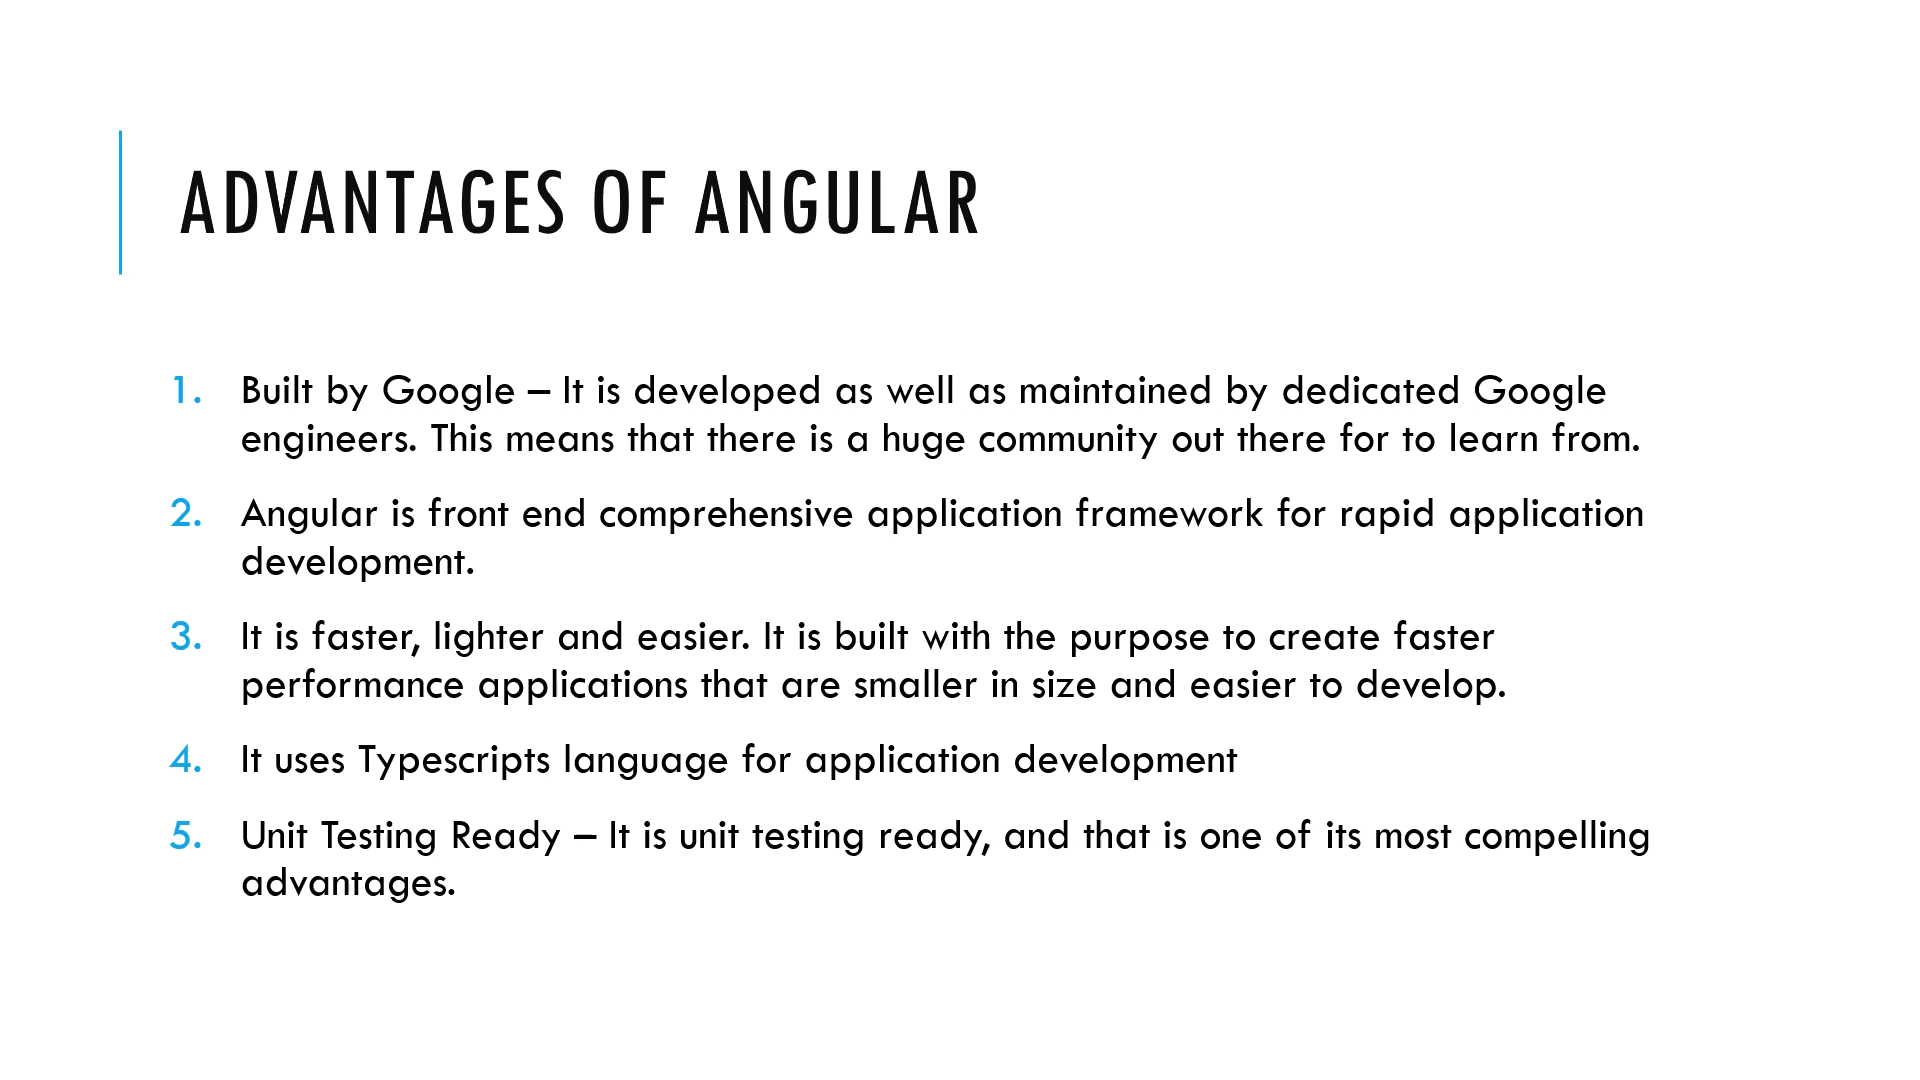 ADVANTAGES OF ANGULAR
1. Built by Google – It is developed as well as maintained by dedicated Google
engineers. This means that there is a huge community out there for to learn from.
2. Angular is front end comprehensive application framework for rapid application
development.
3. It is faster, lighter and easier. It is built with the purpose to create faster
performance applications that are smaller in size and easier to develop.
4. It uses Typescripts language for application development
5. Unit Testing Ready – It is unit testing ready, and that is one of its most compelling
advantages.